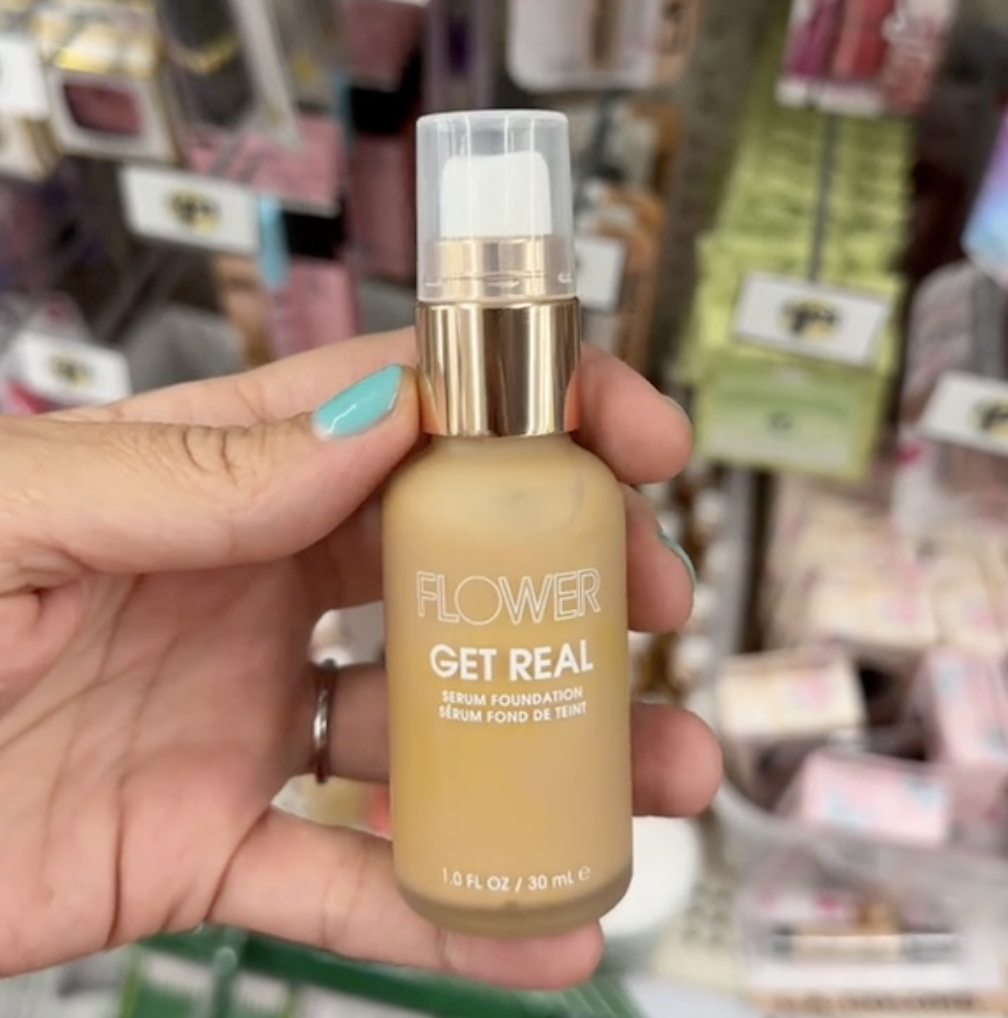 FLOWER
GET REAL
SERUM FOUNDATION
SÉRUM FOND DE TEINT
1.0 FL OZ / 30 mL ℮